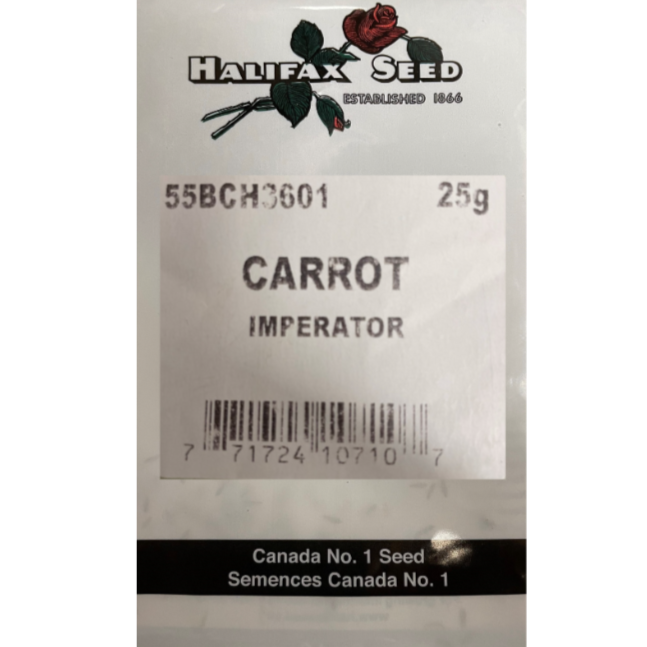 HALIFAX SEED
ESTABLISHED 1866
55BCH3601 25g
CARROT
IMPERATOR
7 71724 10710 7
Canada No. 1 Seed
Semences Canada No. 1